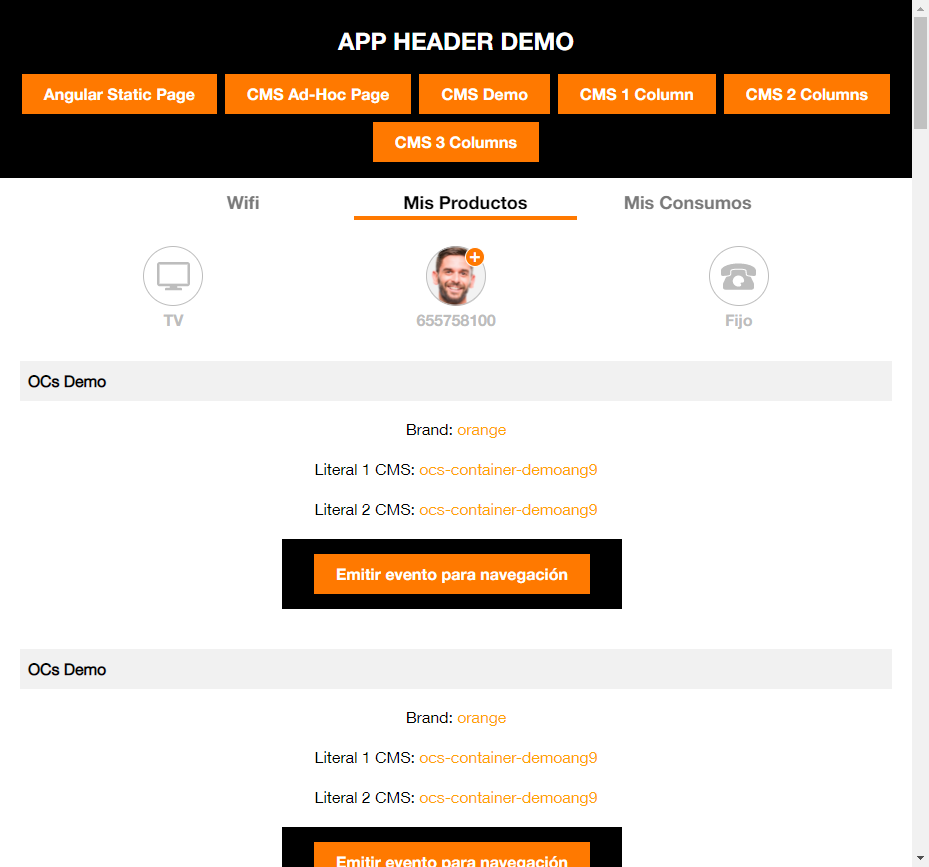 APP HEADER DEMO
Angular Static Page CMS Ad-Hoc Page CMS Demo CMS 1 Column CMS 2 Columns
CMS 3 Columns
Wifi Mis Productos Mis Consumos
TV 655758100 Fijo
OCs Demo
Brand: orange
Literal 1 CMS: ocs-container-demoang9
Literal 2 CMS: ocs-container-demoang9
Emitir evento para navegación
OCs Demo
Brand: orange
Literal 1 CMS: ocs-container-demoang9
Literal 2 CMS: ocs-container-demoang9
Emitir evento para navegación